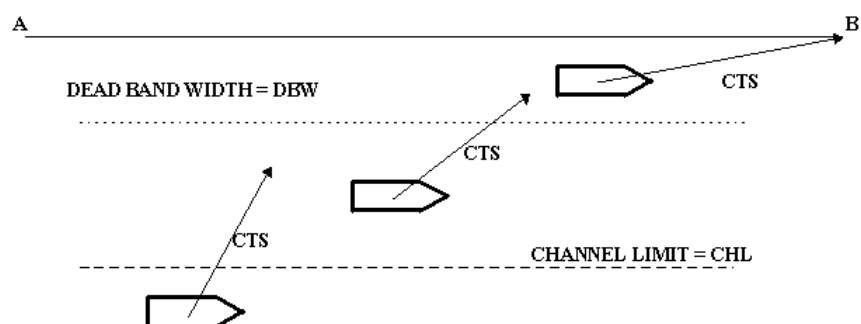 A
B
DEAD BAND WIDTH = DBW
CTS
CTS
CTS
CHANNEL LIMIT = CHL